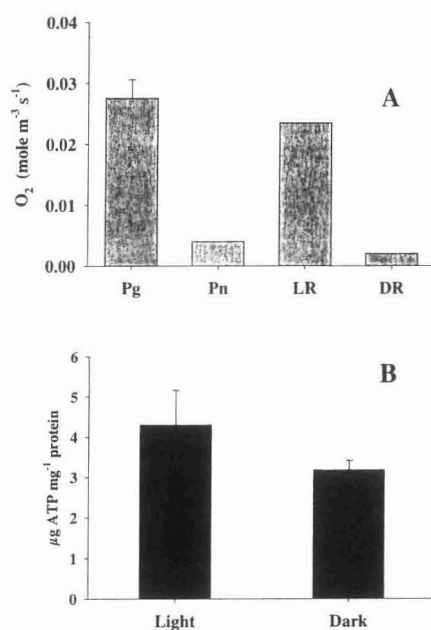 A
O₂ (mole m⁻³ s⁻¹)
0.04
0.03
0.02
0.01
0.00
Pg Pn LR DR
B
µg ATP mg⁻¹ protein
6
5
4
3
2
1
0
Light Dark